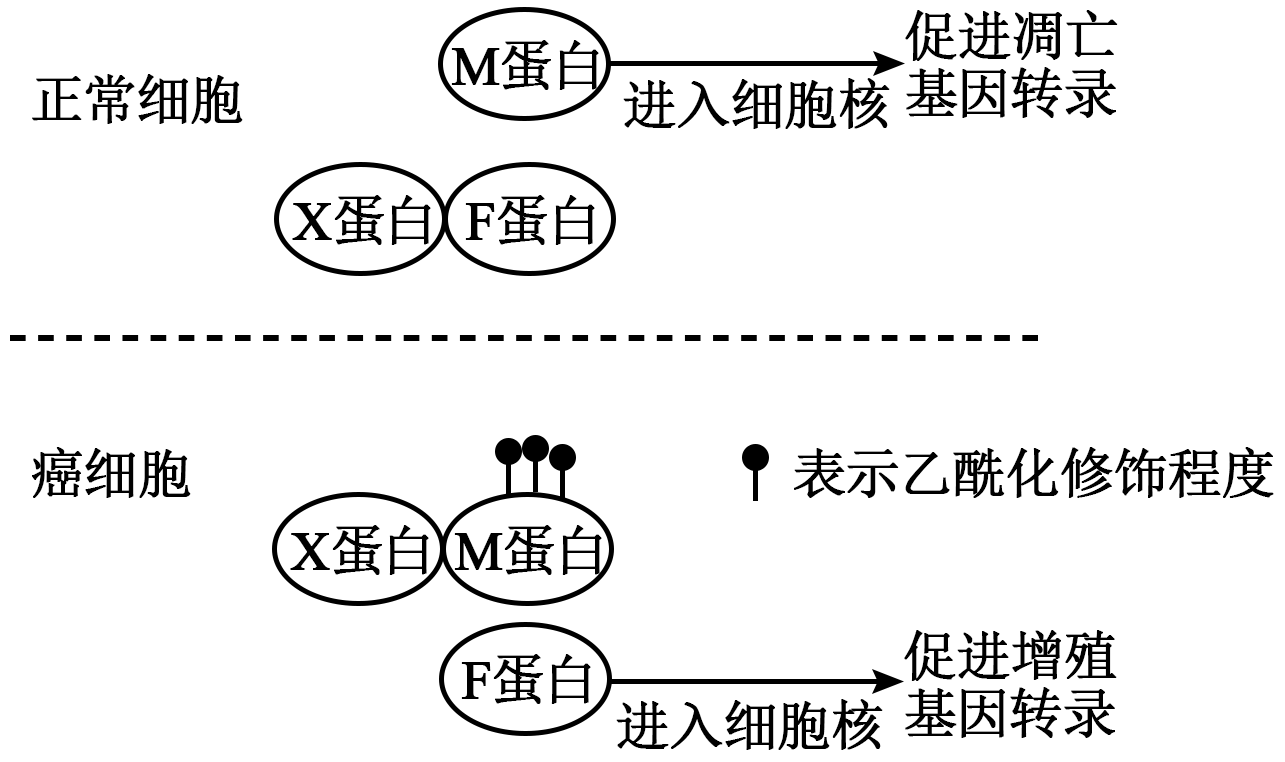 正常细胞
M蛋白
进入细胞核
促进凋亡
基因转录
X蛋白
F蛋白
癌细胞
表示乙酰化修饰程度
X蛋白
M蛋白
F蛋白
进入细胞核
促进增殖
基因转录